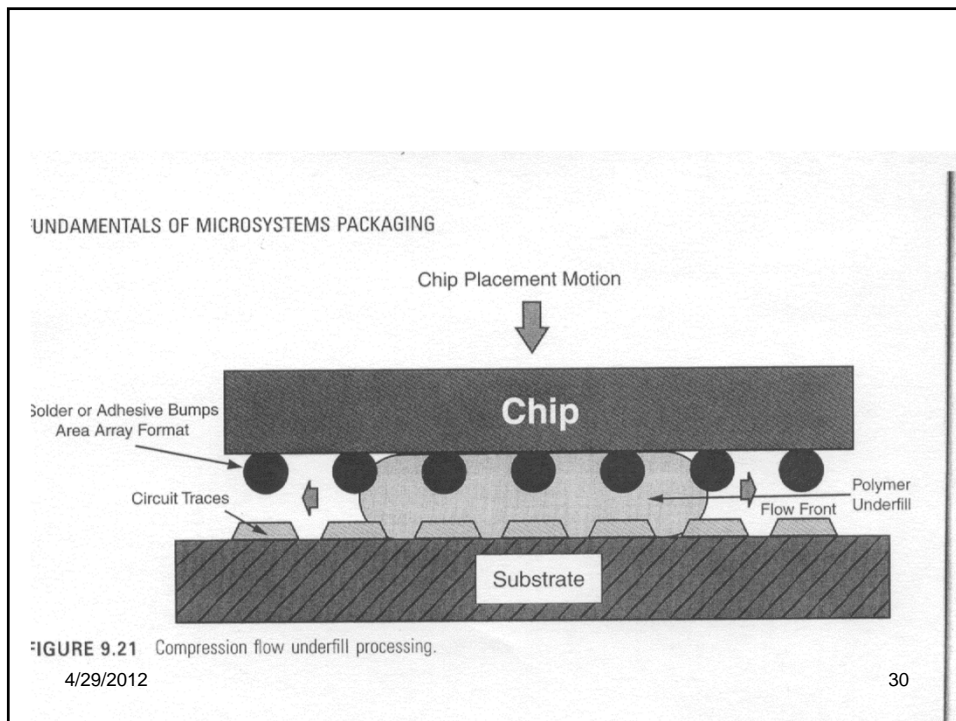 FUNDAMENTALS OF MICROSYSTEMS PACKAGING
Chip Placement Motion
Chip
Solder or Adhesive Bumps
Area Array Format
Circuit Traces
Polymer
Underfill
Flow Front
Substrate
FIGURE 9.21 Compression flow underfill processing.
4/29/2012
30